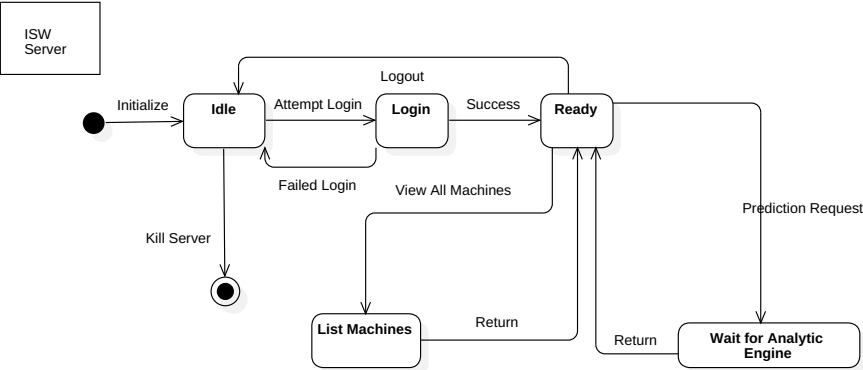 ISW
Server
Logout
Initialize
Idle
Attempt Login
Login
Success
Ready
Failed Login
View All Machines
Prediction Request
Kill Server
List Machines
Return
Return
Wait for Analytic
Engine